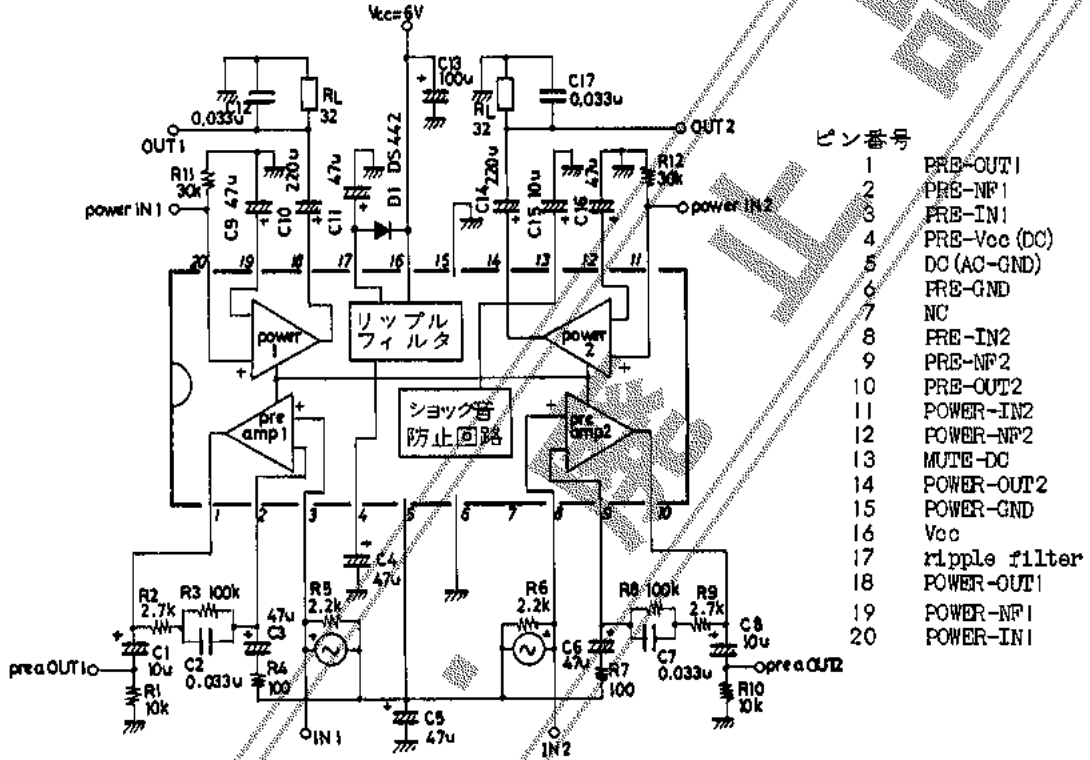 Vcc=6V
C13
100u
C12
0.033u
RL
32
OUT1
R11
30k
47u
C9
220u
C10
47u
C11
D1 DS442
RL
32
C17
0.033u
OUT2
220u
C14
10u
C15
47u
C16
R12
30k
power IN1
power IN2
20 19 18 17 16 15 14 13 12 11
power
1
リップル
フィルタ
power
2
pre
amp1
ショック音
防止回路
pre
amp2
1 2 3 4 5 6 7 8 9 10
C4
47u
R2
2.7k
R3 100k
C2
0.033u
47u
C3
R4
100
R5
2.2k
R6
2.2k
R8 100k
C7
0.033u
R9
2.7k
C6
47u
R7
100
C8
10u
C1
10u
prea OUT1
R1
10k
C5
47u
IN1
IN2
prea OUT2
R10
10k
ピン番号
1 PRE-OUT1
2 PRE-NF1
3 PRE-IN1
4 PRE-Vcc(DC)
5 DC(AC-GND)
6 PRE-GND
7 NC
8 PRE-IN2
9 PRE-NF2
10 PRE-OUT2
11 POWER-IN2
12 POWER-NF2
13 MUTE-DC
14 POWER-OUT2
15 POWER-GND
16 Vcc
17 ripple filter
18 POWER-OUT1
19 POWER-NF1
20 POWER-IN1